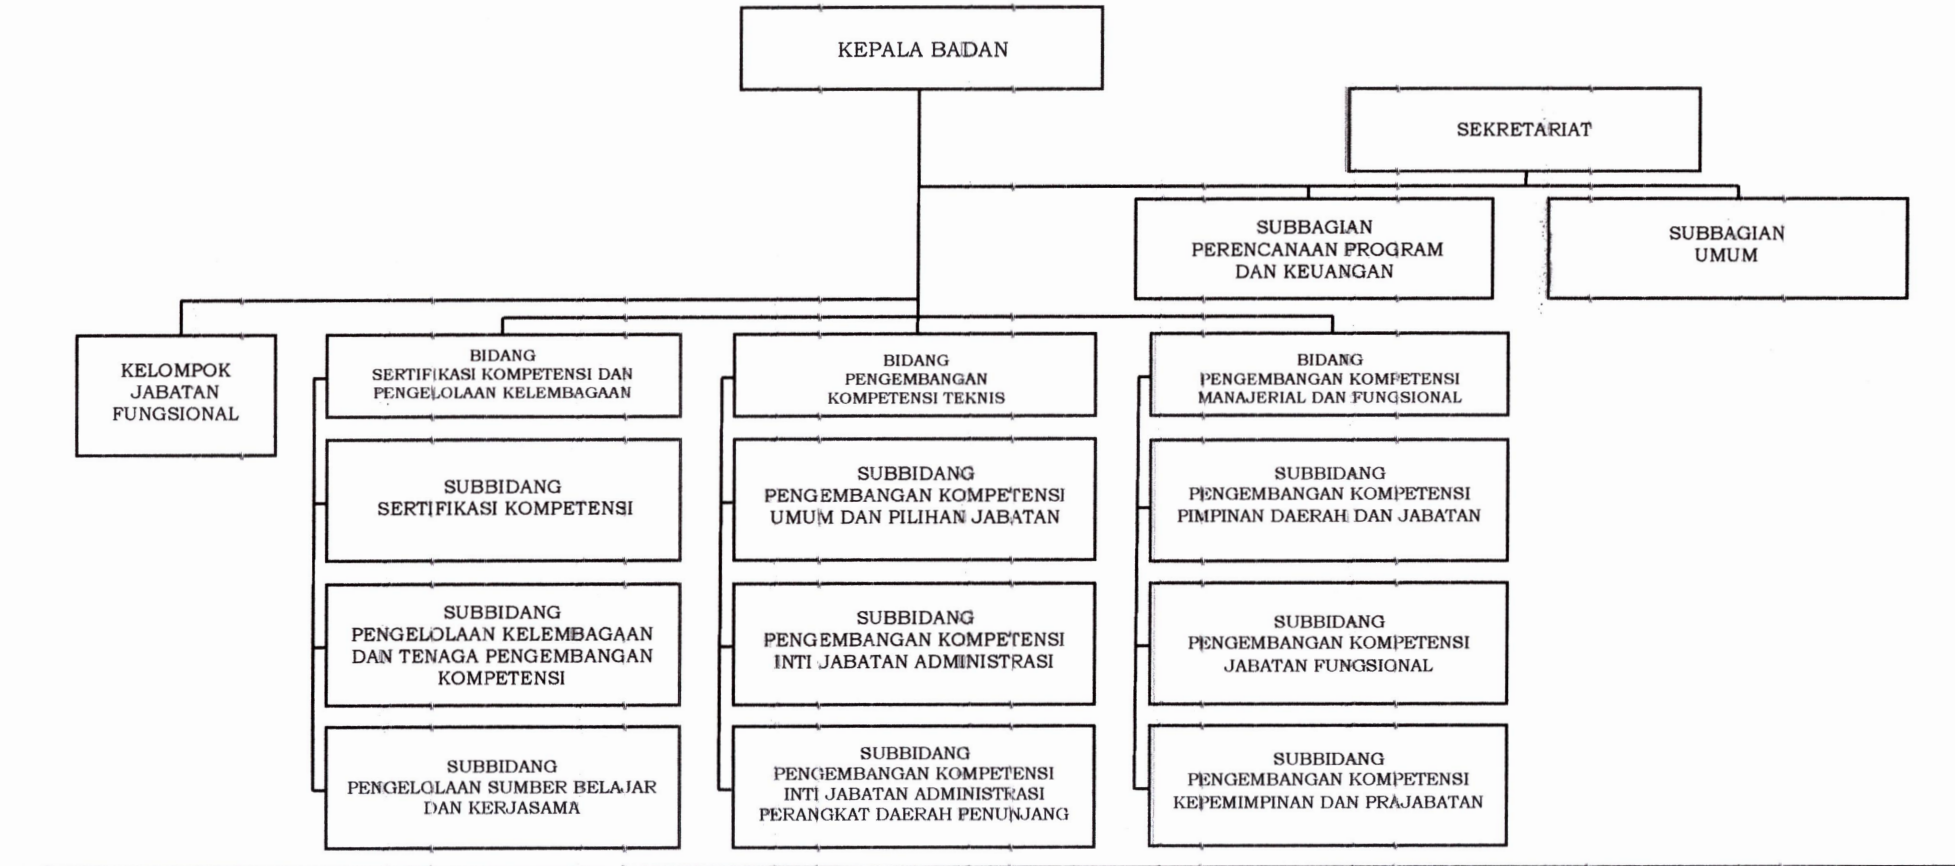 KEPALA BADAN
SEKRETARIAT
SUBBAGIAN
PERENCANAAN PROGRAM
DAN KEUANGAN
SUBBAGIAN
UMUM
KELOMPOK
JABATAN
FUNGSIONAL
BIDANG
SERTIFIKASI KOMPETENSI DAN
PENGELOLAAN KELEMBAGAAN
SUBBIDANG
SERTIFIKASI KOMPETENSI
SUBBIDANG
PENGELOLAAN KELEMBAGAAN
DAN TENAGA PENGEMBANGAN
KOMPETENSI
SUBBIDANG
PENGELOLAAN SUMBER BELAJAR
DAN KERJASAMA
BIDANG
PENGEMBANGAN
KOMPETENSI TEKNIS
SUBBIDANG
PENGEMBANGAN KOMPETENSI
UMUM DAN PILIHAN JABATAN
SUBBIDANG
PENGEMBANGAN KOMPETENSI
INTI JABATAN ADMINISTRASI
SUBBIDANG
PENGEMBANGAN KOMPETENSI
INTI JABATAN ADMINISTRASI
PERANGKAT DAERAH PENUNJANG
BIDANG
PENGEMBANGAN KOMPETENSI
MANAJERIAL DAN FUNGSIONAL
SUBBIDANG
PENGEMBANGAN KOMPETENSI
PIMPINAN DAERAH DAN JABATAN
SUBBIDANG
PENGEMBANGAN KOMPETENSI
JABATAN FUNGSIONAL
SUBBIDANG
PENGEMBANGAN KOMPETENSI
KEPEMIMPINAN DAN PRAJABATAN